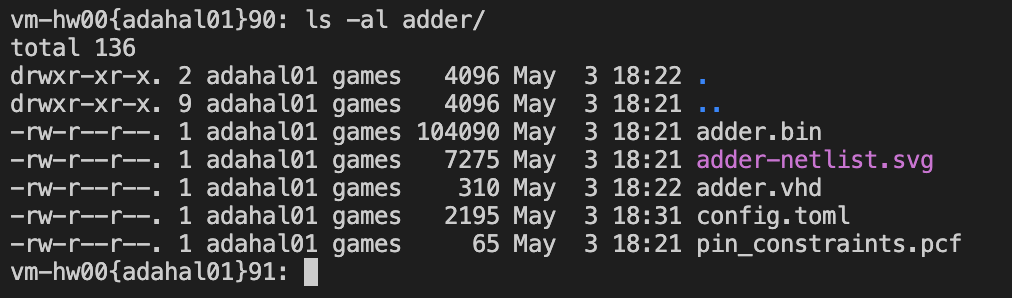 vm-hw00{adahal01}90: ls -al adder/
total 136
drwxr-xr-x. 2 adahal01 games   4096 May  3 18:22 .
drwxr-xr-x. 9 adahal01 games   4096 May  3 18:21 ..
-rw-r--r--. 1 adahal01 games 104090 May  3 18:21 adder.bin
-rw-r--r--. 1 adahal01 games   7275 May  3 18:21 adder-netlist.svg
-rw-r--r--. 1 adahal01 games    310 May  3 18:22 adder.vhd
-rw-r--r--. 1 adahal01 games   2195 May  3 18:31 config.toml
-rw-r--r--. 1 adahal01 games     65 May  3 18:21 pin_constraints.pcf
vm-hw00{adahal01}91: